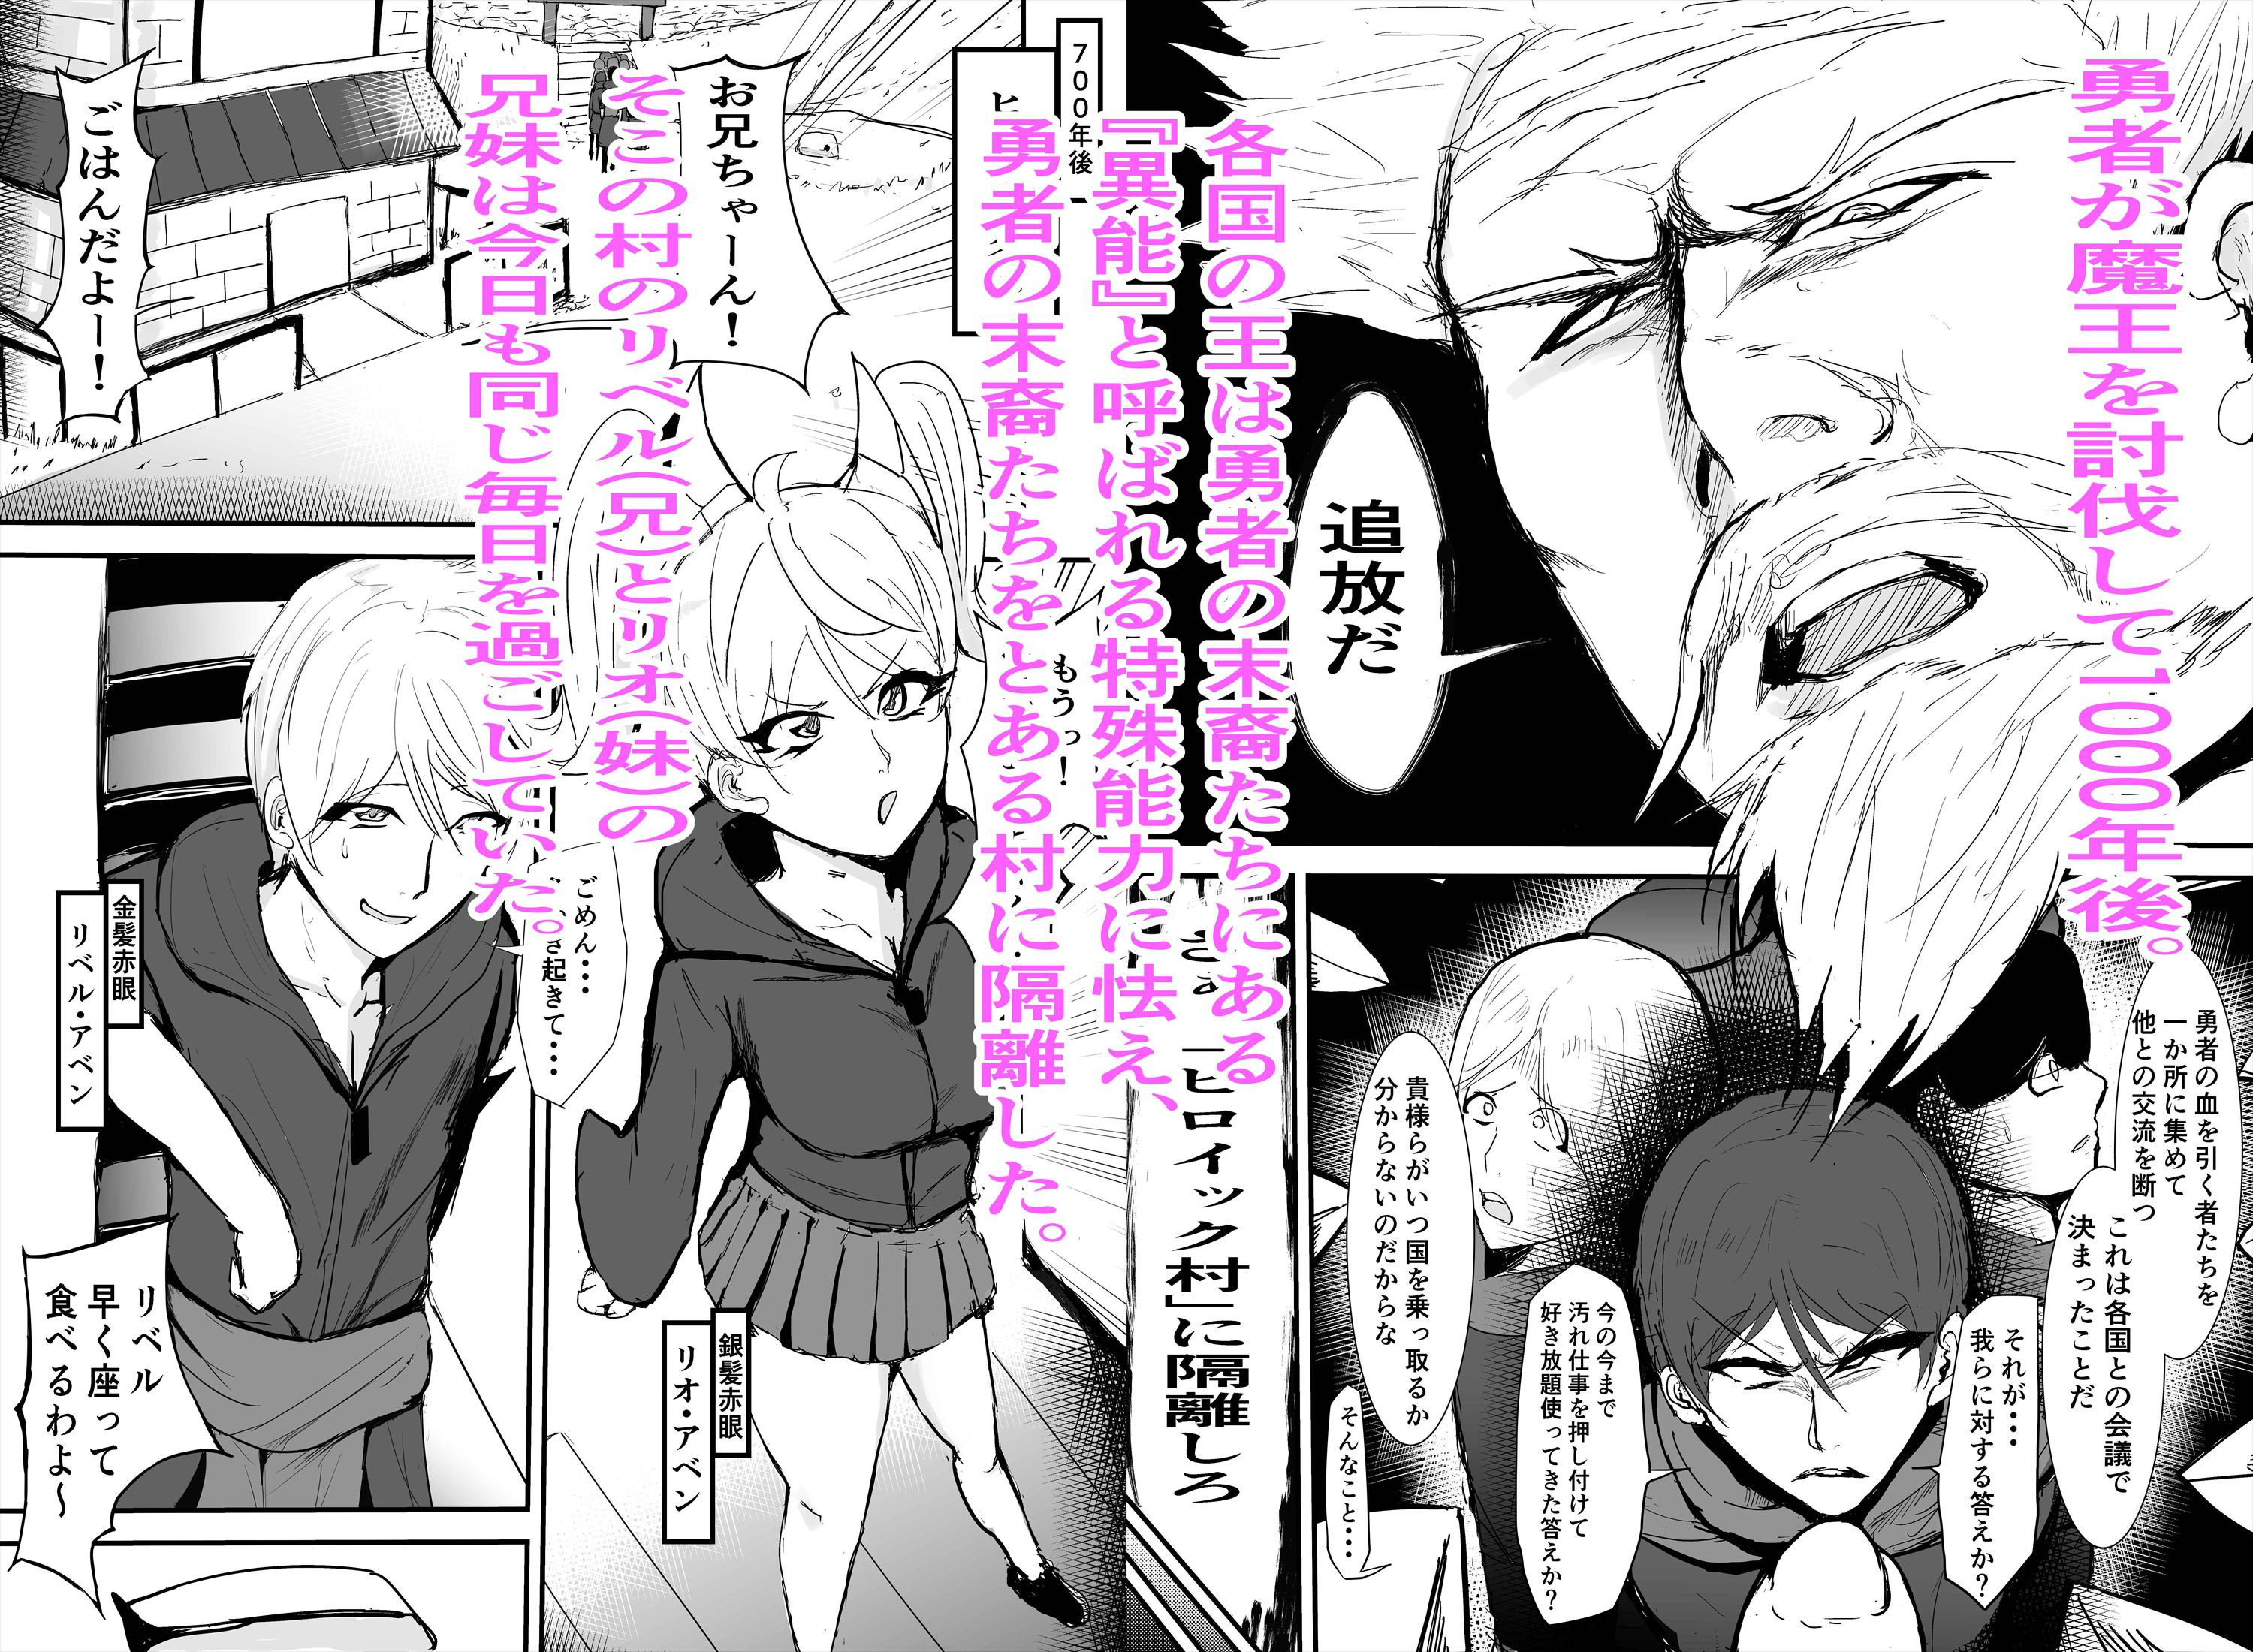 勇者が魔王を討伐して1000年後。
各国の王は勇者の末裔たちにある
『異能』と呼ばれる特殊能力に怯え、
勇者の末裔たちをとある村に隔離した。
そこの村のリベル(兄)とリオ(妹)の
兄妹は今日も同じ毎日を過ごしていた。
追放だ
勇者の血を引く者たちを
一か所に集めて
他との交流を断つ
これは各国との会議で
決まったことだ
それが・・・
我らに対する答えか？
今の今まで
汚れ仕事を押し付けて
好き放題使ってきた答えか？
貴様らがいつ国を乗っ取るか
分からないのだからな
そんなこと・・・
「ヒロイック村」に隔離しろ
700年後
ヒ
お兄ちゃーん！
ごはんだよー！
もうっ！
銀髪赤眼
リオ・アベン
ごめん・・・
き起きて・・・・
金髪赤眼
リベル・アベン
リベル
早く座って
食べるわよ～